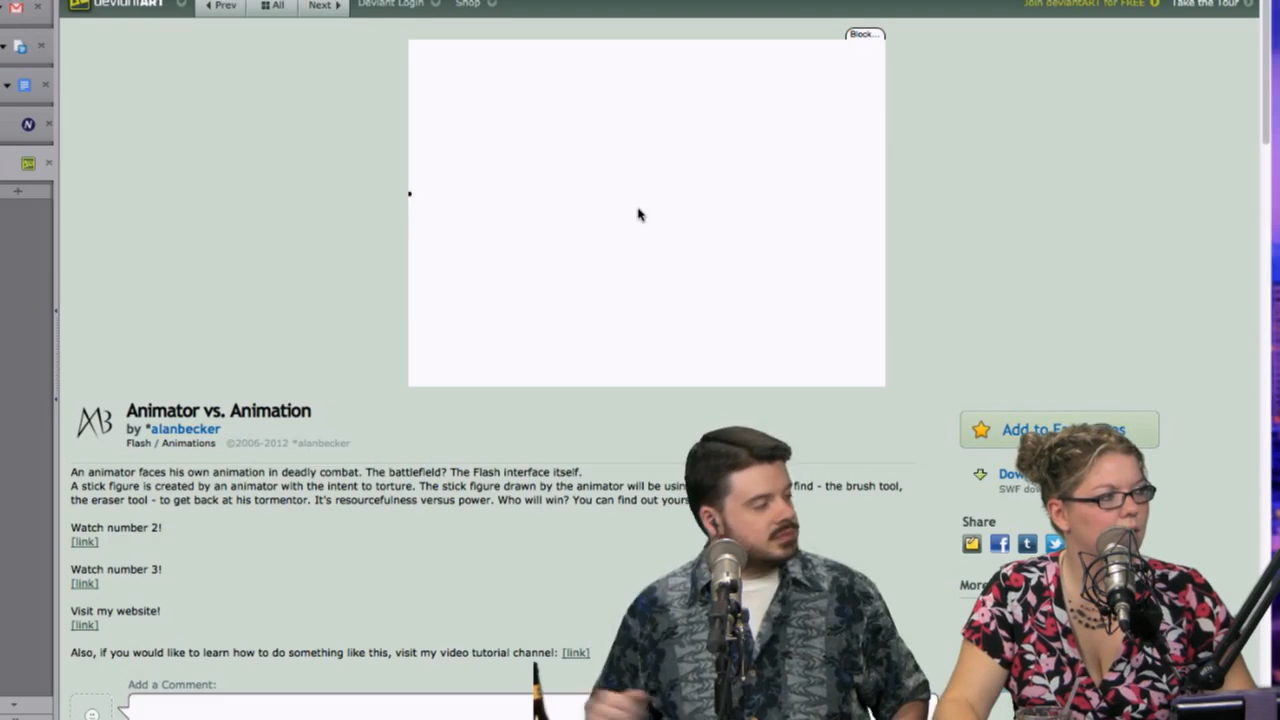 deviantART
Prev
All
Next
Deviant Login
Shop
Join deviantART for FREE
Take the Tour
Block...
Animator vs. Animation
by *alanbecker
Flash / Animations ©2006-2012 *alanbecker
An animator faces his own animation in deadly combat. The battlefield? The Flash interface itself.
A stick figure is created by an animator with the intent to torture. The stick figure drawn by the animator will be find - the brush tool,
the eraser tool - to get back at his tormentor. It's resourcefulness versus power. Who will win? You can find out
Watch number 2!
[link]
Watch number 3!
[link]
Visit my website!
[link]
Also, if you would like to learn how to do something like this, visit my video tutorial channel: [link]
Add a Comment:
Add to
SWF
Share